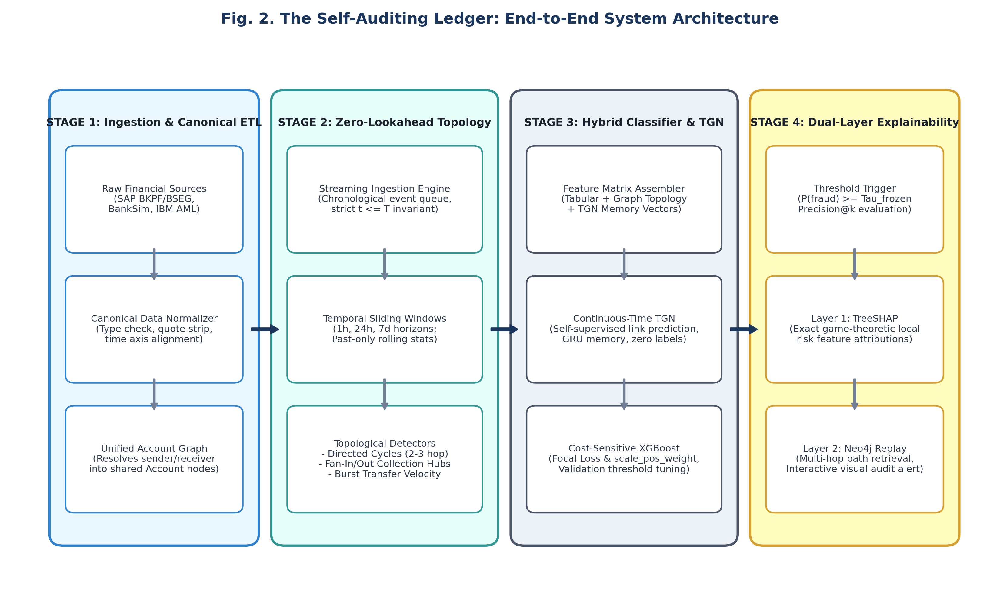 Fig. 2. The Self-Auditing Ledger: End-to-End System Architecture
STAGE 1: Ingestion & Canonical ETL
Raw Financial Sources
(SAP BKPF/BSEG,
BankSim, IBM AML)
Canonical Data Normalizer
(Type check, quote strip,
time axis alignment)
Unified Account Graph
(Resolves sender/receiver
into shared Account nodes)
STAGE 2: Zero-Lookahead Topology
Streaming Ingestion Engine
(Chronological event queue,
strict t <= T invariant)
Temporal Sliding Windows
(1h, 24h, 7d horizons;
Past-only rolling stats)
Topological Detectors
- Directed Cycles (2-3 hop)
- Fan-In/Out Collection Hubs
- Burst Transfer Velocity
STAGE 3: Hybrid Classifier & TGN
Feature Matrix Assembler
(Tabular + Graph Topology
+ TGN Memory Vectors)
Continuous-Time TGN
(Self-supervised link prediction,
GRU memory, zero labels)
Cost-Sensitive XGBoost
(Focal Loss & scale_pos_weight,
Validation threshold tuning)
STAGE 4: Dual-Layer Explainability
Threshold Trigger
(P(fraud) >= Tau_frozen
Precision@k evaluation)
Layer 1: TreeSHAP
(Exact game-theoretic local
risk feature attributions)
Layer 2: Neo4j Replay
(Multi-hop path retrieval,
Interactive visual audit alert)